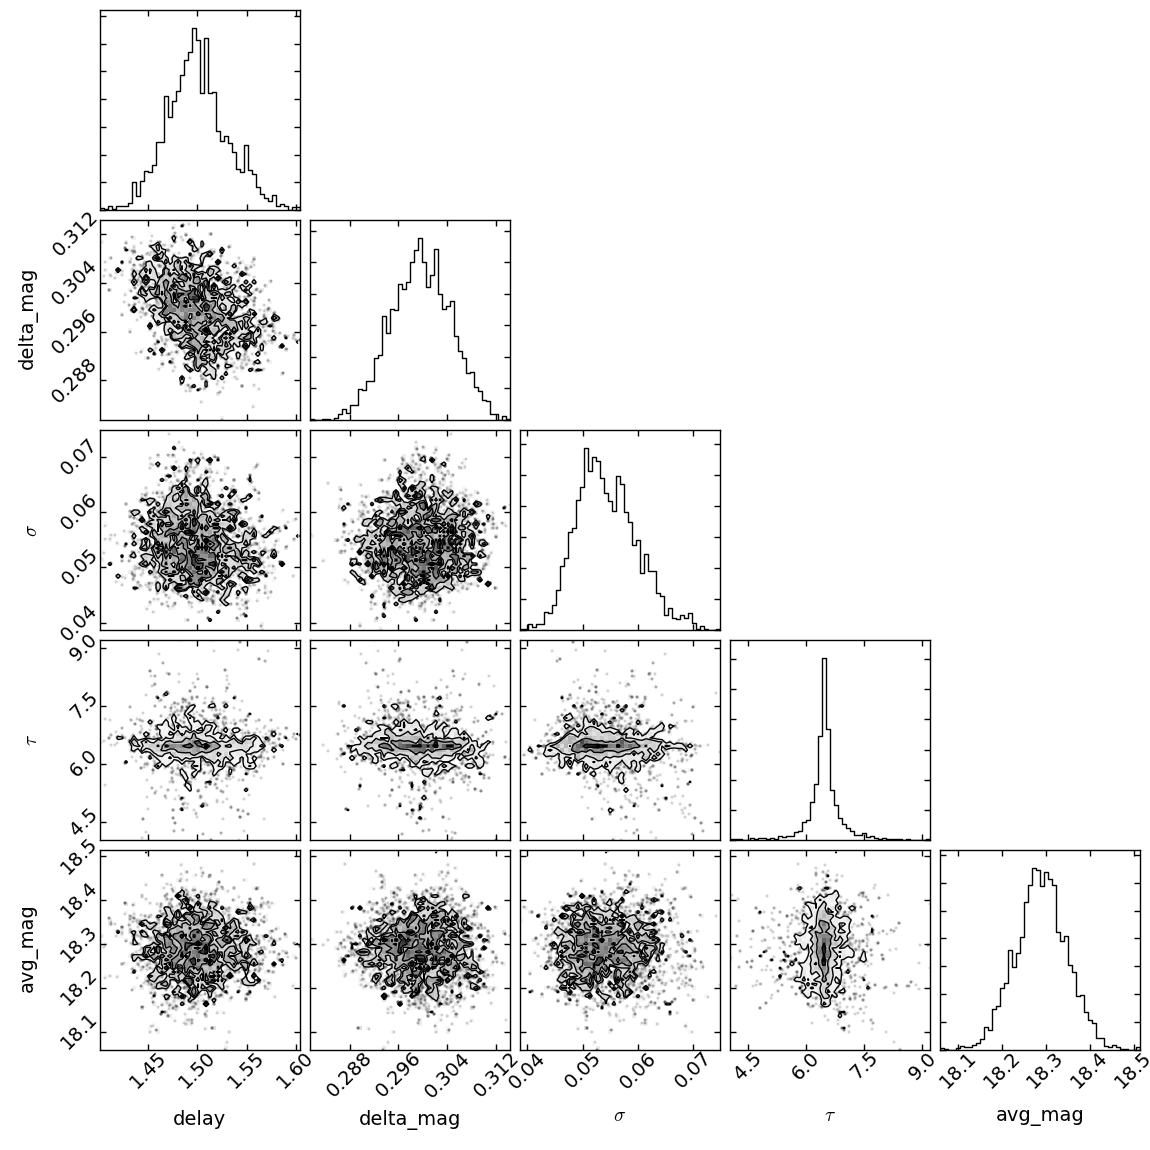 0.312
0.304
0.296
0.288
delta_mag
0.07
0.06
0.05
0.04
σ
9.0
7.5
6.0
4.5
τ
18.5
18.4
18.3
18.2
18.1
avg_mag
1.45 1.50 1.55 1.60
0.288 0.296 0.304 0.312
0.04 0.05 0.06 0.07
4.5 6.0 7.5 9.0
18.1 18.2 18.3 18.4 18.5
delay delta_mag σ τ avg_mag